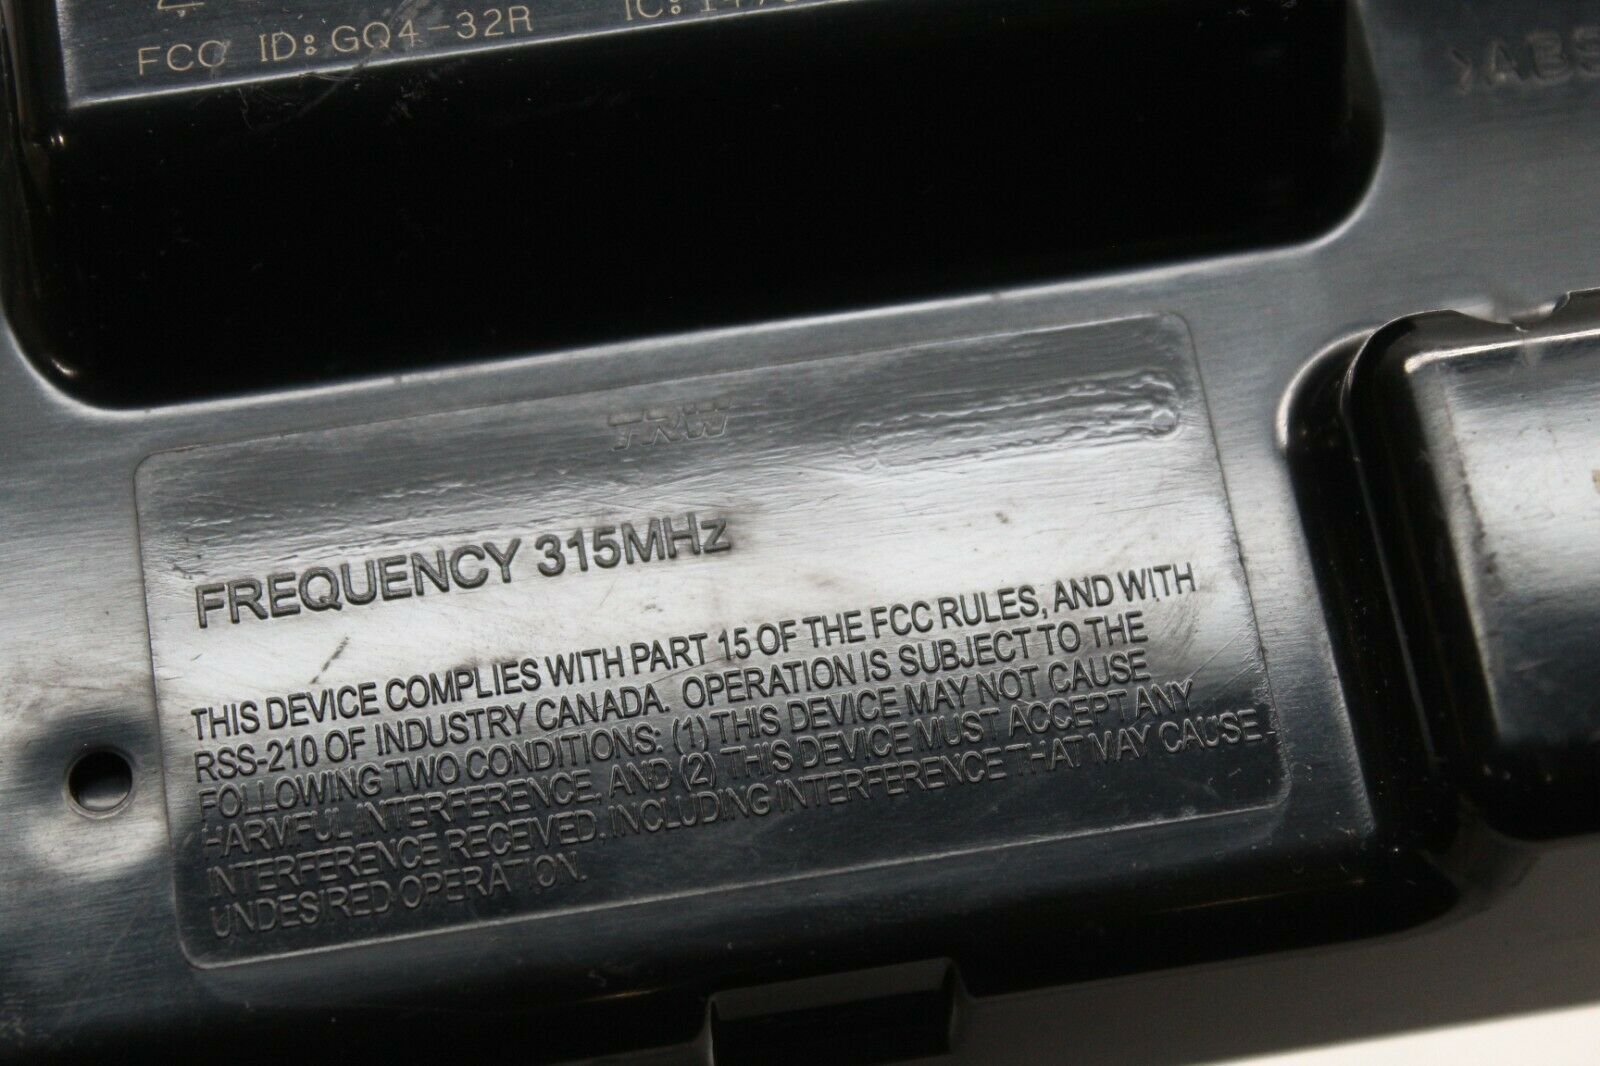 FCC ID: GQ4-32R IC:
>ABS
TRW
FREQUENCY 315MHz
THIS DEVICE COMPLIES WITH PART 15 OF THE FCC RULES, AND WITH
RSS-210 OF INDUSTRY CANADA. OPERATION IS SUBJECT TO THE
FOLLOWING TWO CONDITIONS: (1) THIS DEVICE MAY NOT CAUSE
HARMFUL INTERFERENCE, AND (2) THIS DEVICE MUST ACCEPT ANY
INTERFERENCE RECEIVED, INCLUDING INTERFERENCE THAT MAY CAUSE
UNDESIRED OPERATION.